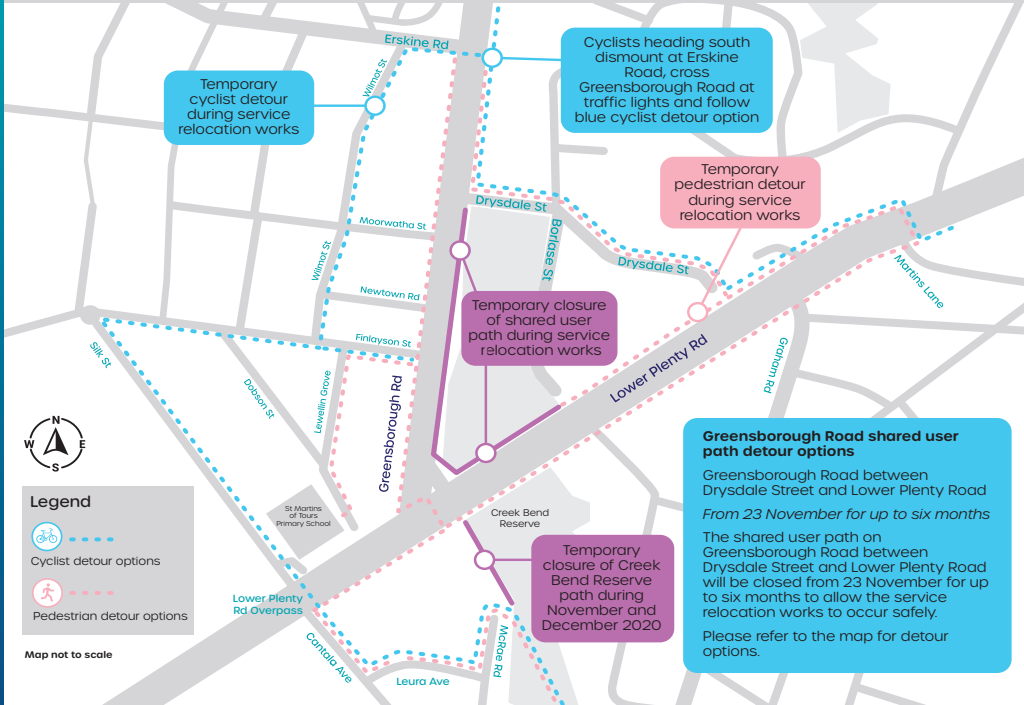 Erskine Rd
Wilmot St
Temporary
cyclist detour
during service
relocation works
Cyclists heading south
dismount at Erskine
Road, cross
Greensborough Road at
traffic lights and follow
blue cyclist detour option
Temporary
pedestrian detour
during service
relocation works
Drysdale St
Borlase St
Drysdale St
Moorwatha St
Wilmot St
Newtown Rd
Finlayson St
Martins Lane
Temporary closure
of shared user
path during service
relocation works
Silk St
Dobson St
Lewellin Grove
Greensborough Rd
Lower Plenty Rd
Graham Rd
N
W
E
S
Legend
Cyclist detour options
Pedestrian detour options
Map not to scale
St Martins
of Tours
Primary School
Creek Bend
Reserve
Temporary
closure of Creek
Bend Reserve
path during
November and
December 2020
Lower Plenty
Rd Overpass
Cantala Ave
Leura Ave
McRae Rd
Greensborough Road shared user
path detour options
Greensborough Road between
Drysdale Street and Lower Plenty Road
From 23 November for up to six months
The shared user path on
Greensborough Road between
Drysdale Street and Lower Plenty Road
will be closed from 23 November for up
to six months to allow the service
relocation works to occur safely.
Please refer to the map for detour
options.